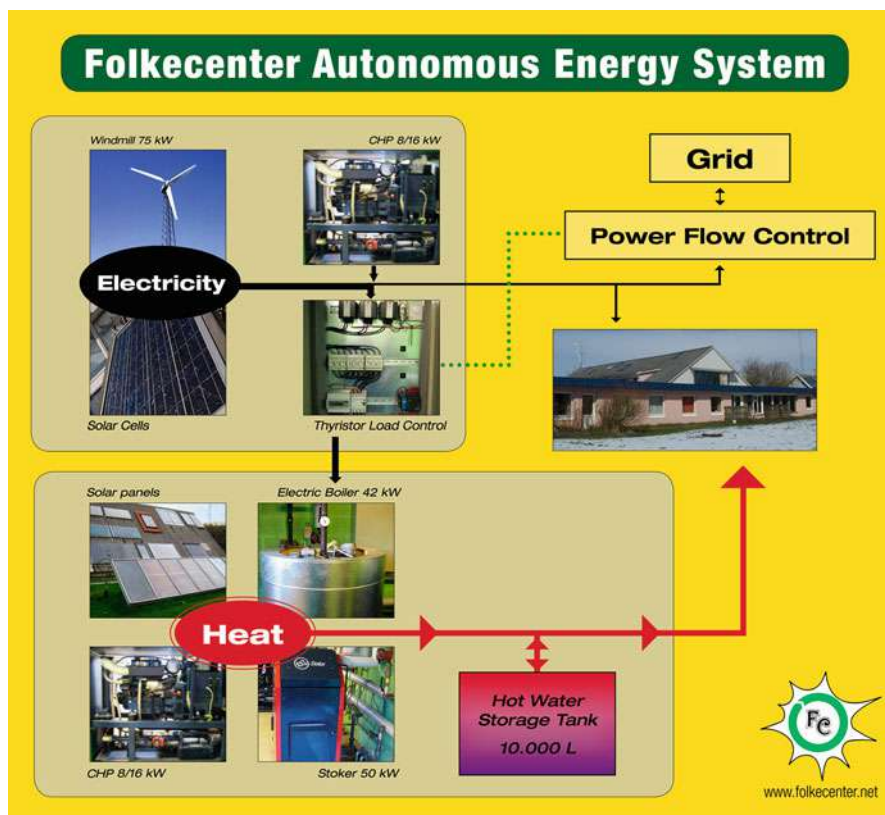 Folkecenter Autonomous Energy System
Windmill 75 kW
CHP 8/16 kW
Grid
Power Flow Control
Electricity
Solar Cells
Thyristor Load Control
Solar panels
Electric Boiler 42 kW
Heat
Hot Water
Storage Tank
10.000 L
CHP 8/16 kW
Stoker 50 kW
FC
www.folkecenter.net